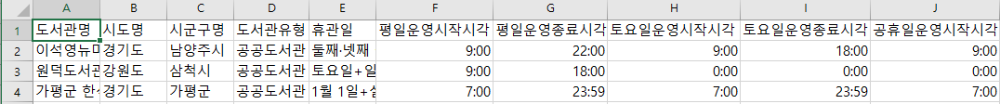 A B C D E F G H I J
1 도서관명 시도명 시군구명 도서관유형 휴관일 평일운영시작시각 평일운영종료시각 토요일운영시작시각 토요일운영종료시각 공휴일운영시작시각
2 이석영뉴미 경기도 남양주시 공공도서관 둘째·넷째 9:00 22:00 9:00 18:00 9:00
3 원덕도서관 강원도 삼척시 공공도서관 토요일+일 9:00 18:00 0:00 0:00 0:00
4 가평군 한 경기도 가평군 공공도서관 1월 1일+설 7:00 23:59 7:00 23:59 7:00